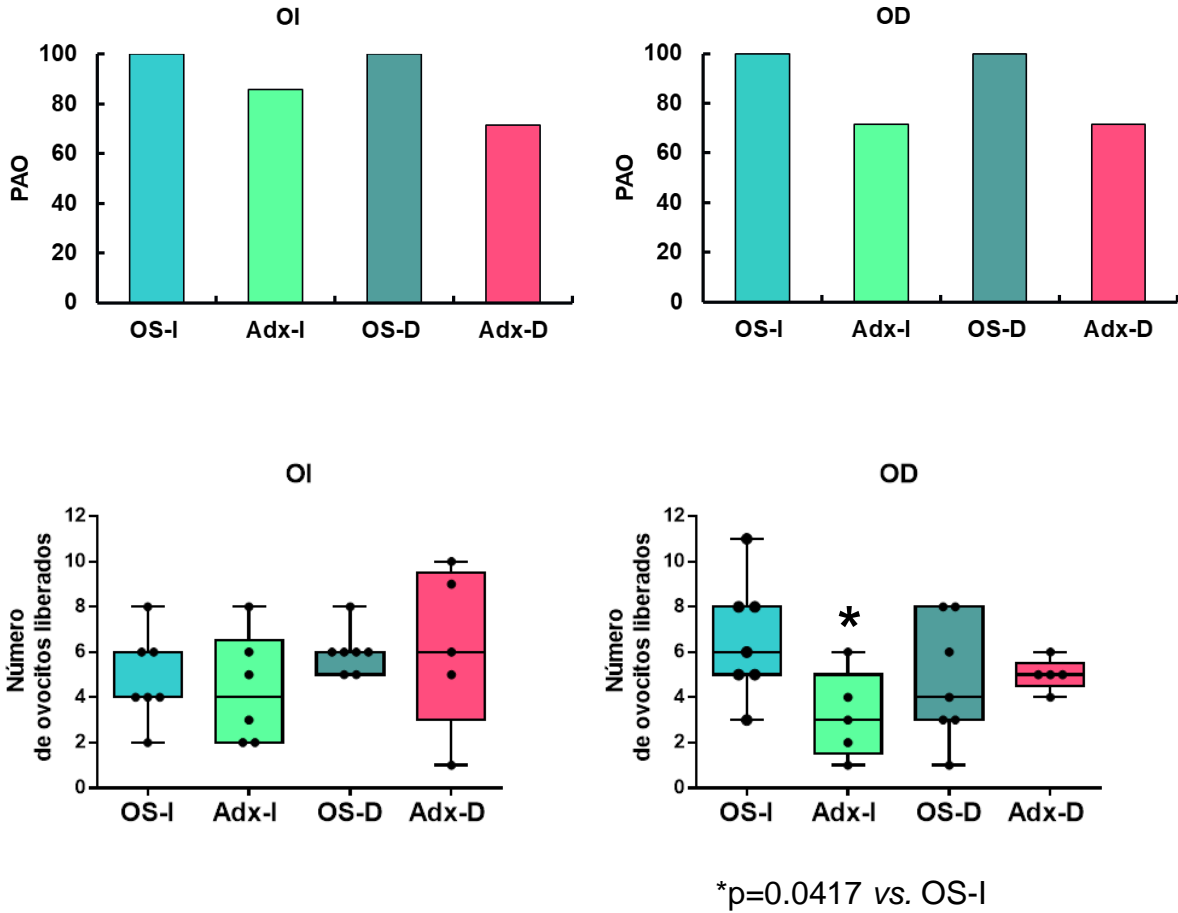 OI
PAO
100
80
60
40
20
0
OS-I Adx-I OS-D Adx-D
OD
PAO
100
80
60
40
20
0
OS-I Adx-I OS-D Adx-D
OI
Número
de ovocitos liberados
12
10
8
6
4
2
0
OS-I Adx-I OS-D Adx-D
OD
Número
de ovocitos liberados
12
10
8
6
4
2
0
*
OS-I Adx-I OS-D Adx-D
*p=0.0417 vs. OS-I